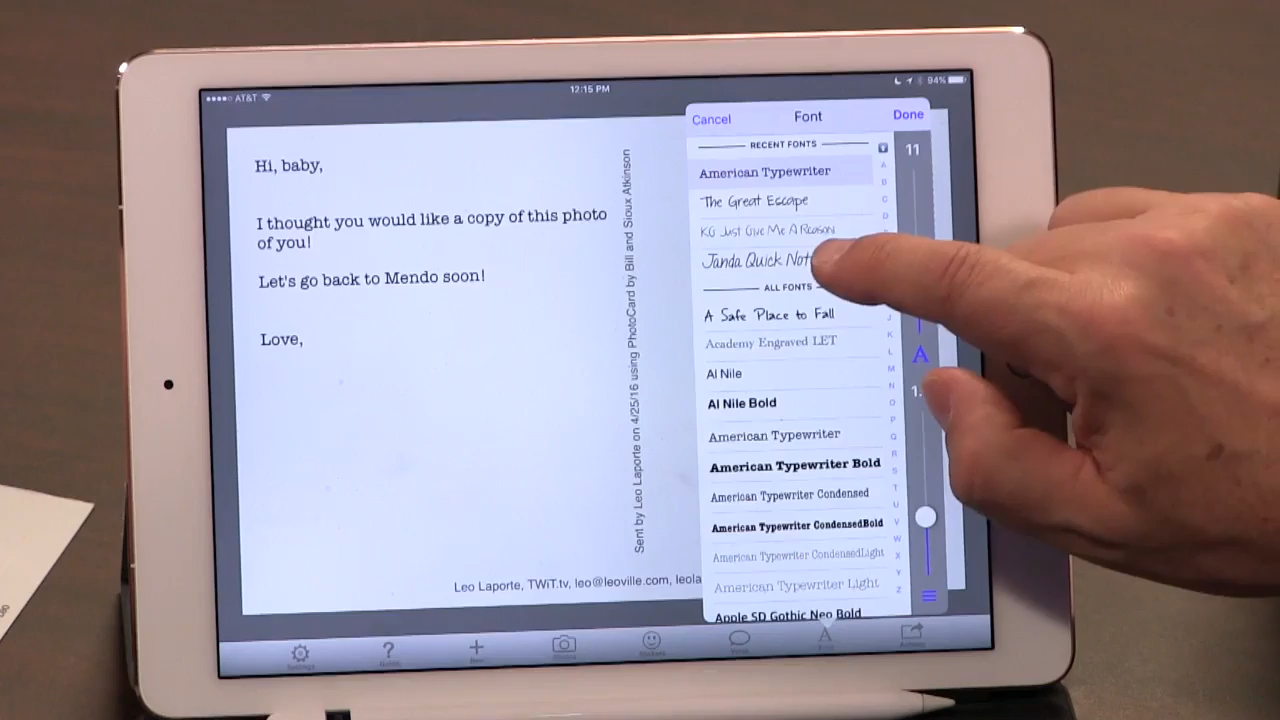 AT&T
12:15 PM
94%
Hi, baby,
I thought you would like a copy of this photo
of you!
Let's go back to Mendo soon!
Love,
Sent by Leo Laporte on 4/25/16 using PhotoCard by Bill and Sioux Atkinson
Leo Laporte, TWiT.tv, leo@leoville.com,
Cancel
Font
Done
RECENT FONTS
American Typewriter
The Great Escape
KG Just Give Me A Reason
Janda Quick
ALL FONTS
A Safe Place to Fall
Academy Engraved LET
Al Nile
Al Nile Bold
American Typewriter
American Typewriter Bold
American Typewriter Condensed
American Typewriter CondensedBold
American Typewriter CondensedLight
American Typewriter Light
Apple SD Gothic Neo Bold
A
B
C
D
J
K
L
M
N
O
P
Q
R
S
T
U
V
W
X
Y
Z
11
A
1.
Settings
Stickers
A